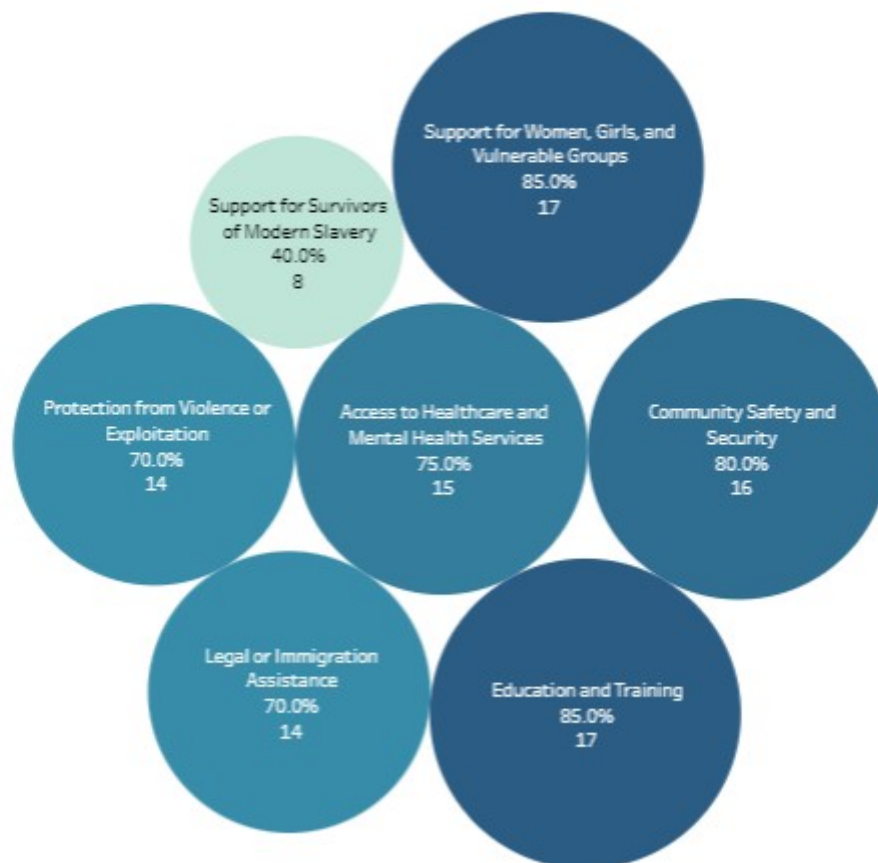 Support for Women, Girls, and
Vulnerable Groups
85.0%
17
Support for Survivors
of Modern Slavery
40.0%
8
Protection from Violence or
Exploitation
70.0%
14
Access to Healthcare and
Mental Health Services
75.0%
15
Community Safety and
Security
80.0%
16
Legal or Immigration
Assistance
70.0%
14
Education and Training
85.0%
17